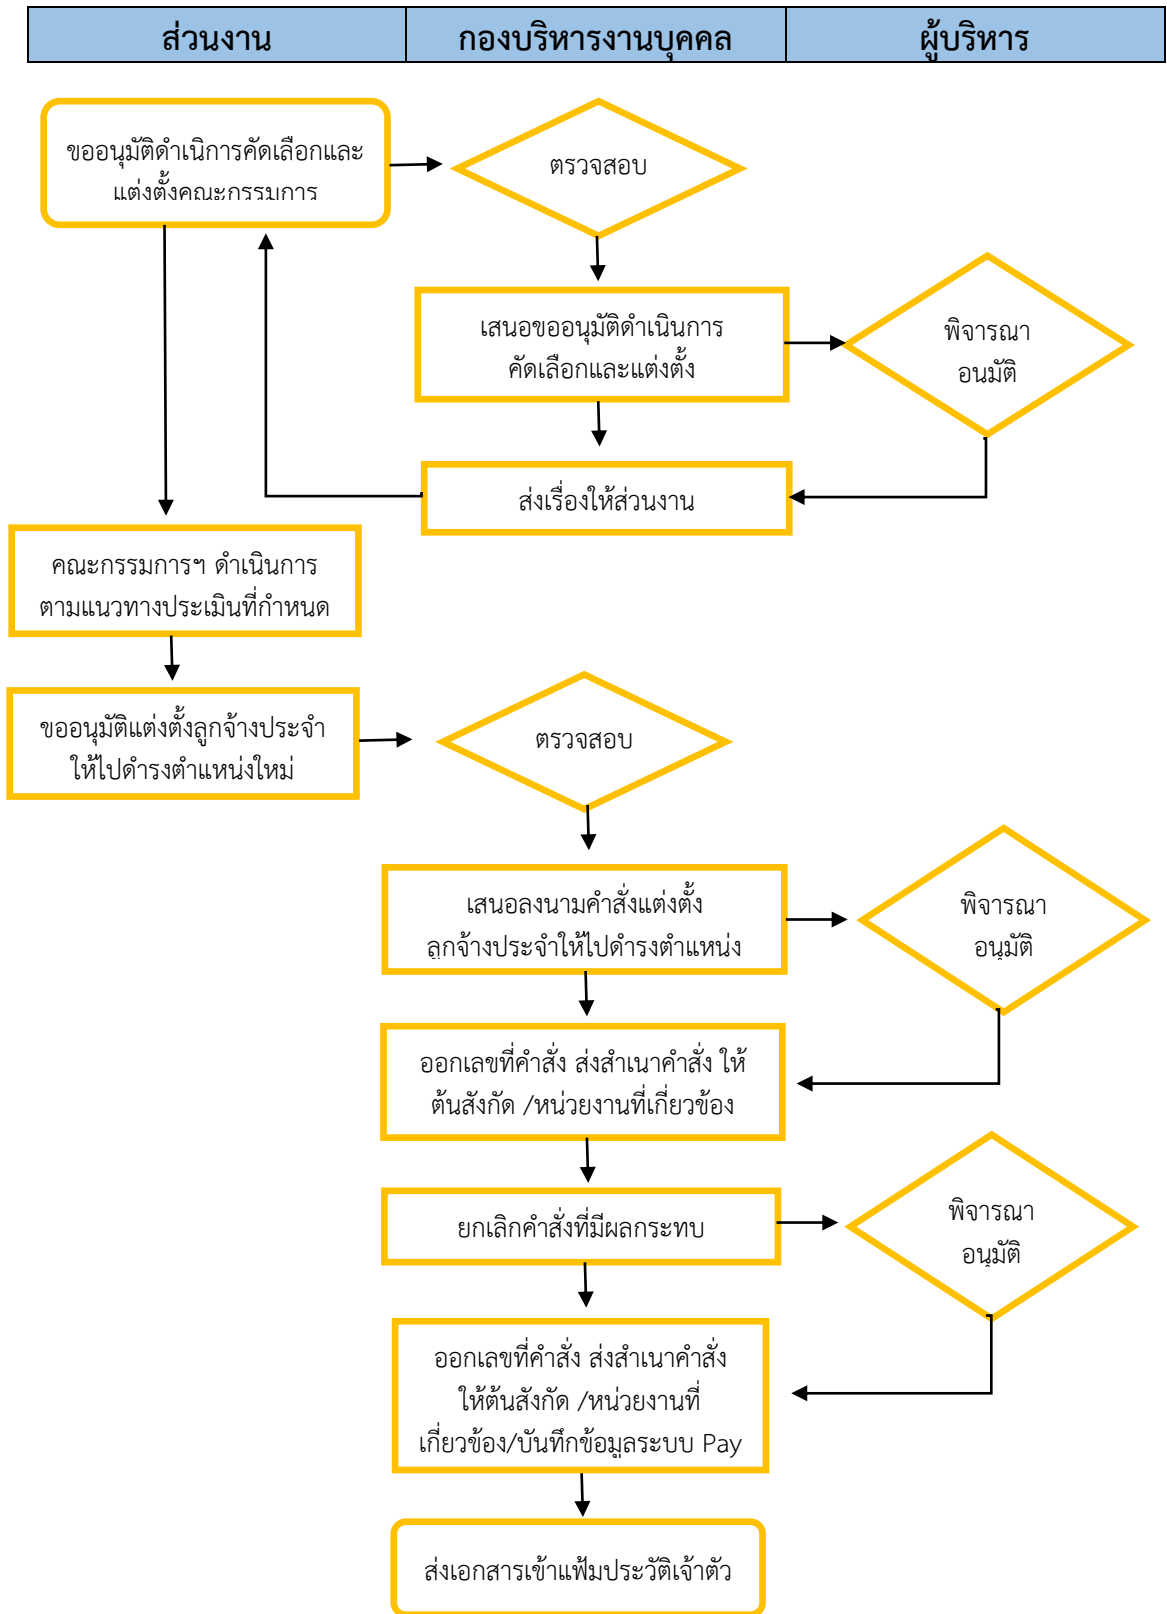 ส่วนงาน
กองบริหารงานบุคคล
ผู้บริหาร
ขออนุมัติดำเนิการคัดเลือกและ
แต่งตั้งคณะกรรมการ
ตรวจสอบ
เสนอขออนุมัติดำเนินการ
คัดเลือกและแต่งตั้ง
พิจารณา
อนุมัติ
ส่งเรื่องให้ส่วนงาน
คณะกรรมการฯ ดำเนินการ
ตามแนวทางประเมินที่กำหนด
ขออนุมัติแต่งตั้งลูกจ้างประจำ
ให้ไปดำรงตำแหน่งใหม่
ตรวจสอบ
เสนอลงนามคำสั่งแต่งตั้ง
ลูกจ้างประจำให้ไปดำรงตำแหน่ง
พิจารณา
อนุมัติ
ออกเลขที่คำสั่ง ส่งสำเนาคำสั่ง ให้
ต้นสังกัด /หน่วยงานที่เกี่ยวข้อง
ยกเลิกคำสั่งที่มีผลกระทบ
พิจารณา
อนุมัติ
ออกเลขที่คำสั่ง ส่งสำเนาคำสั่ง
ให้ต้นสังกัด /หน่วยงานที่
เกี่ยวข้อง/บันทึกข้อมูลระบบ Pay
ส่งเอกสารเข้าแฟ้มประวัติเจ้าตัว